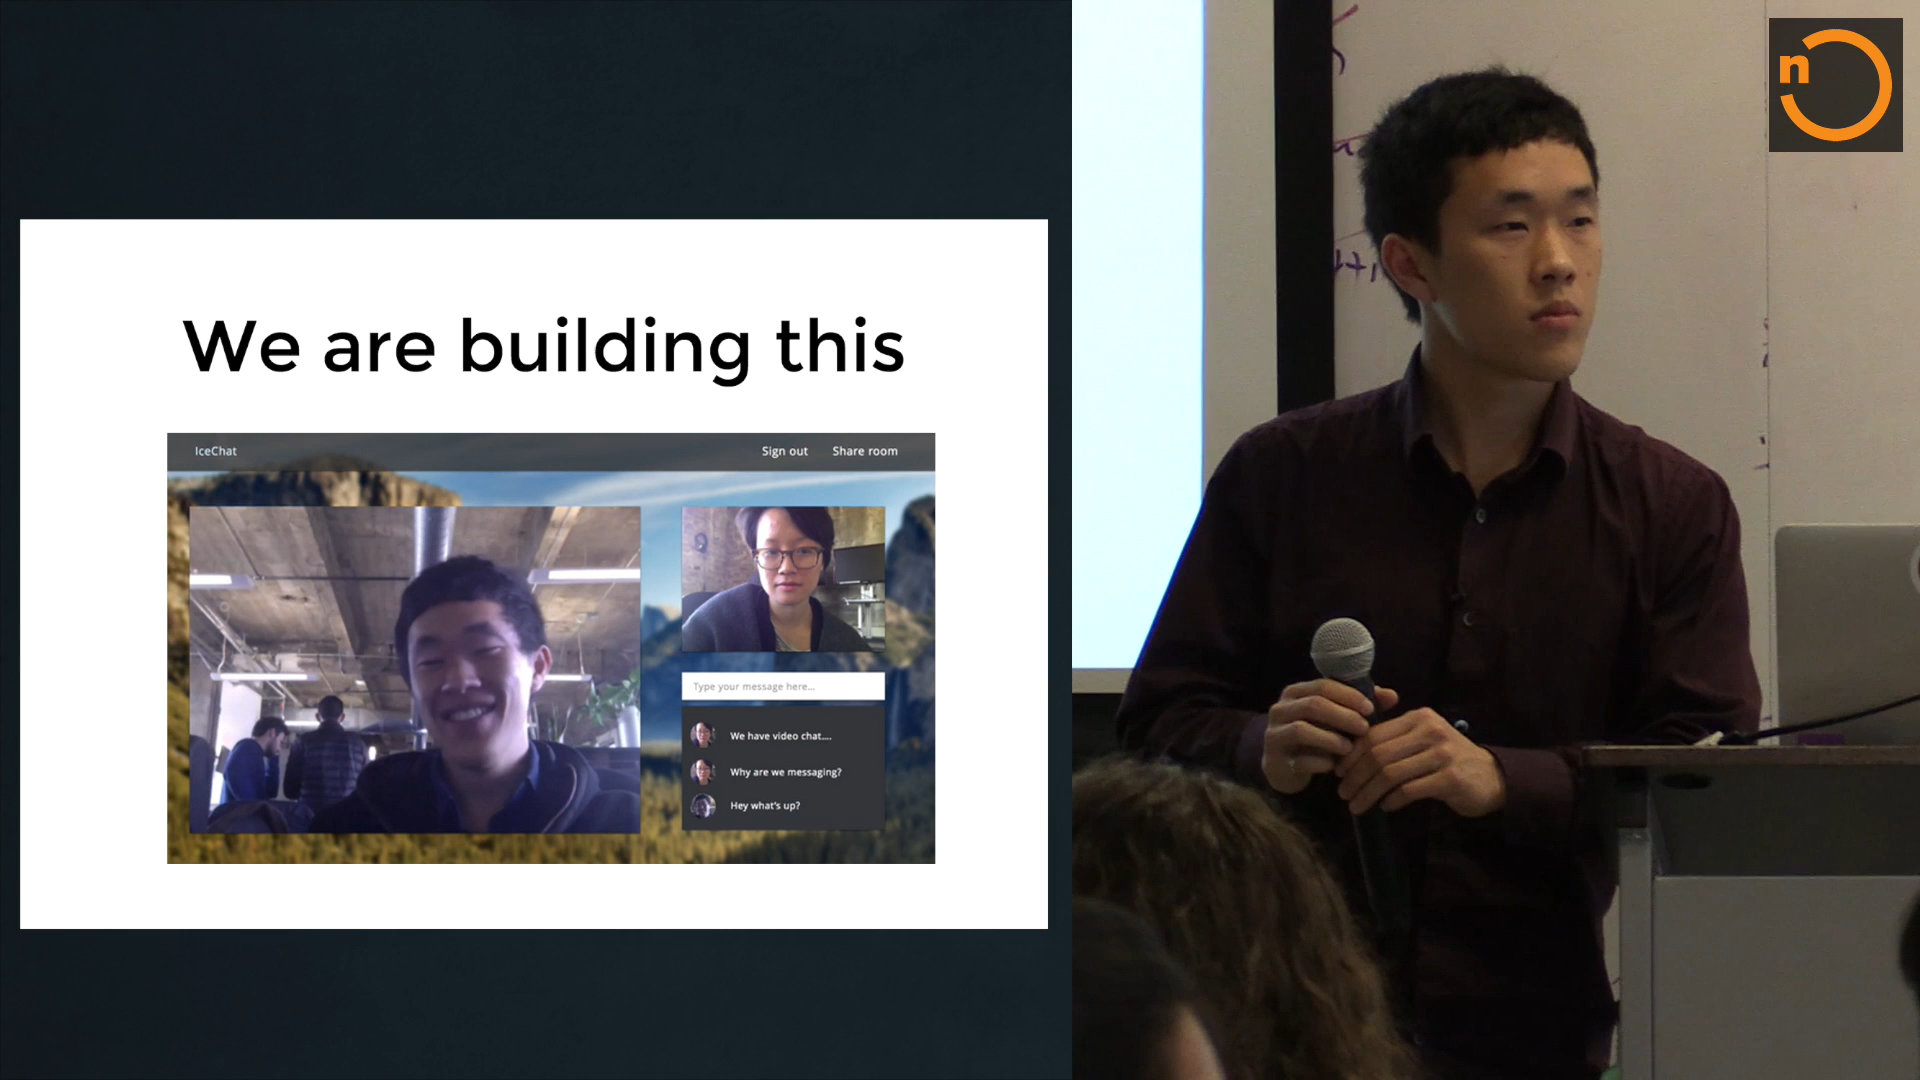 We are building this
IceChat
Sign out
Share room
Type your message here...
We have video chat....
Why are we messaging?
Hey what's up?
n